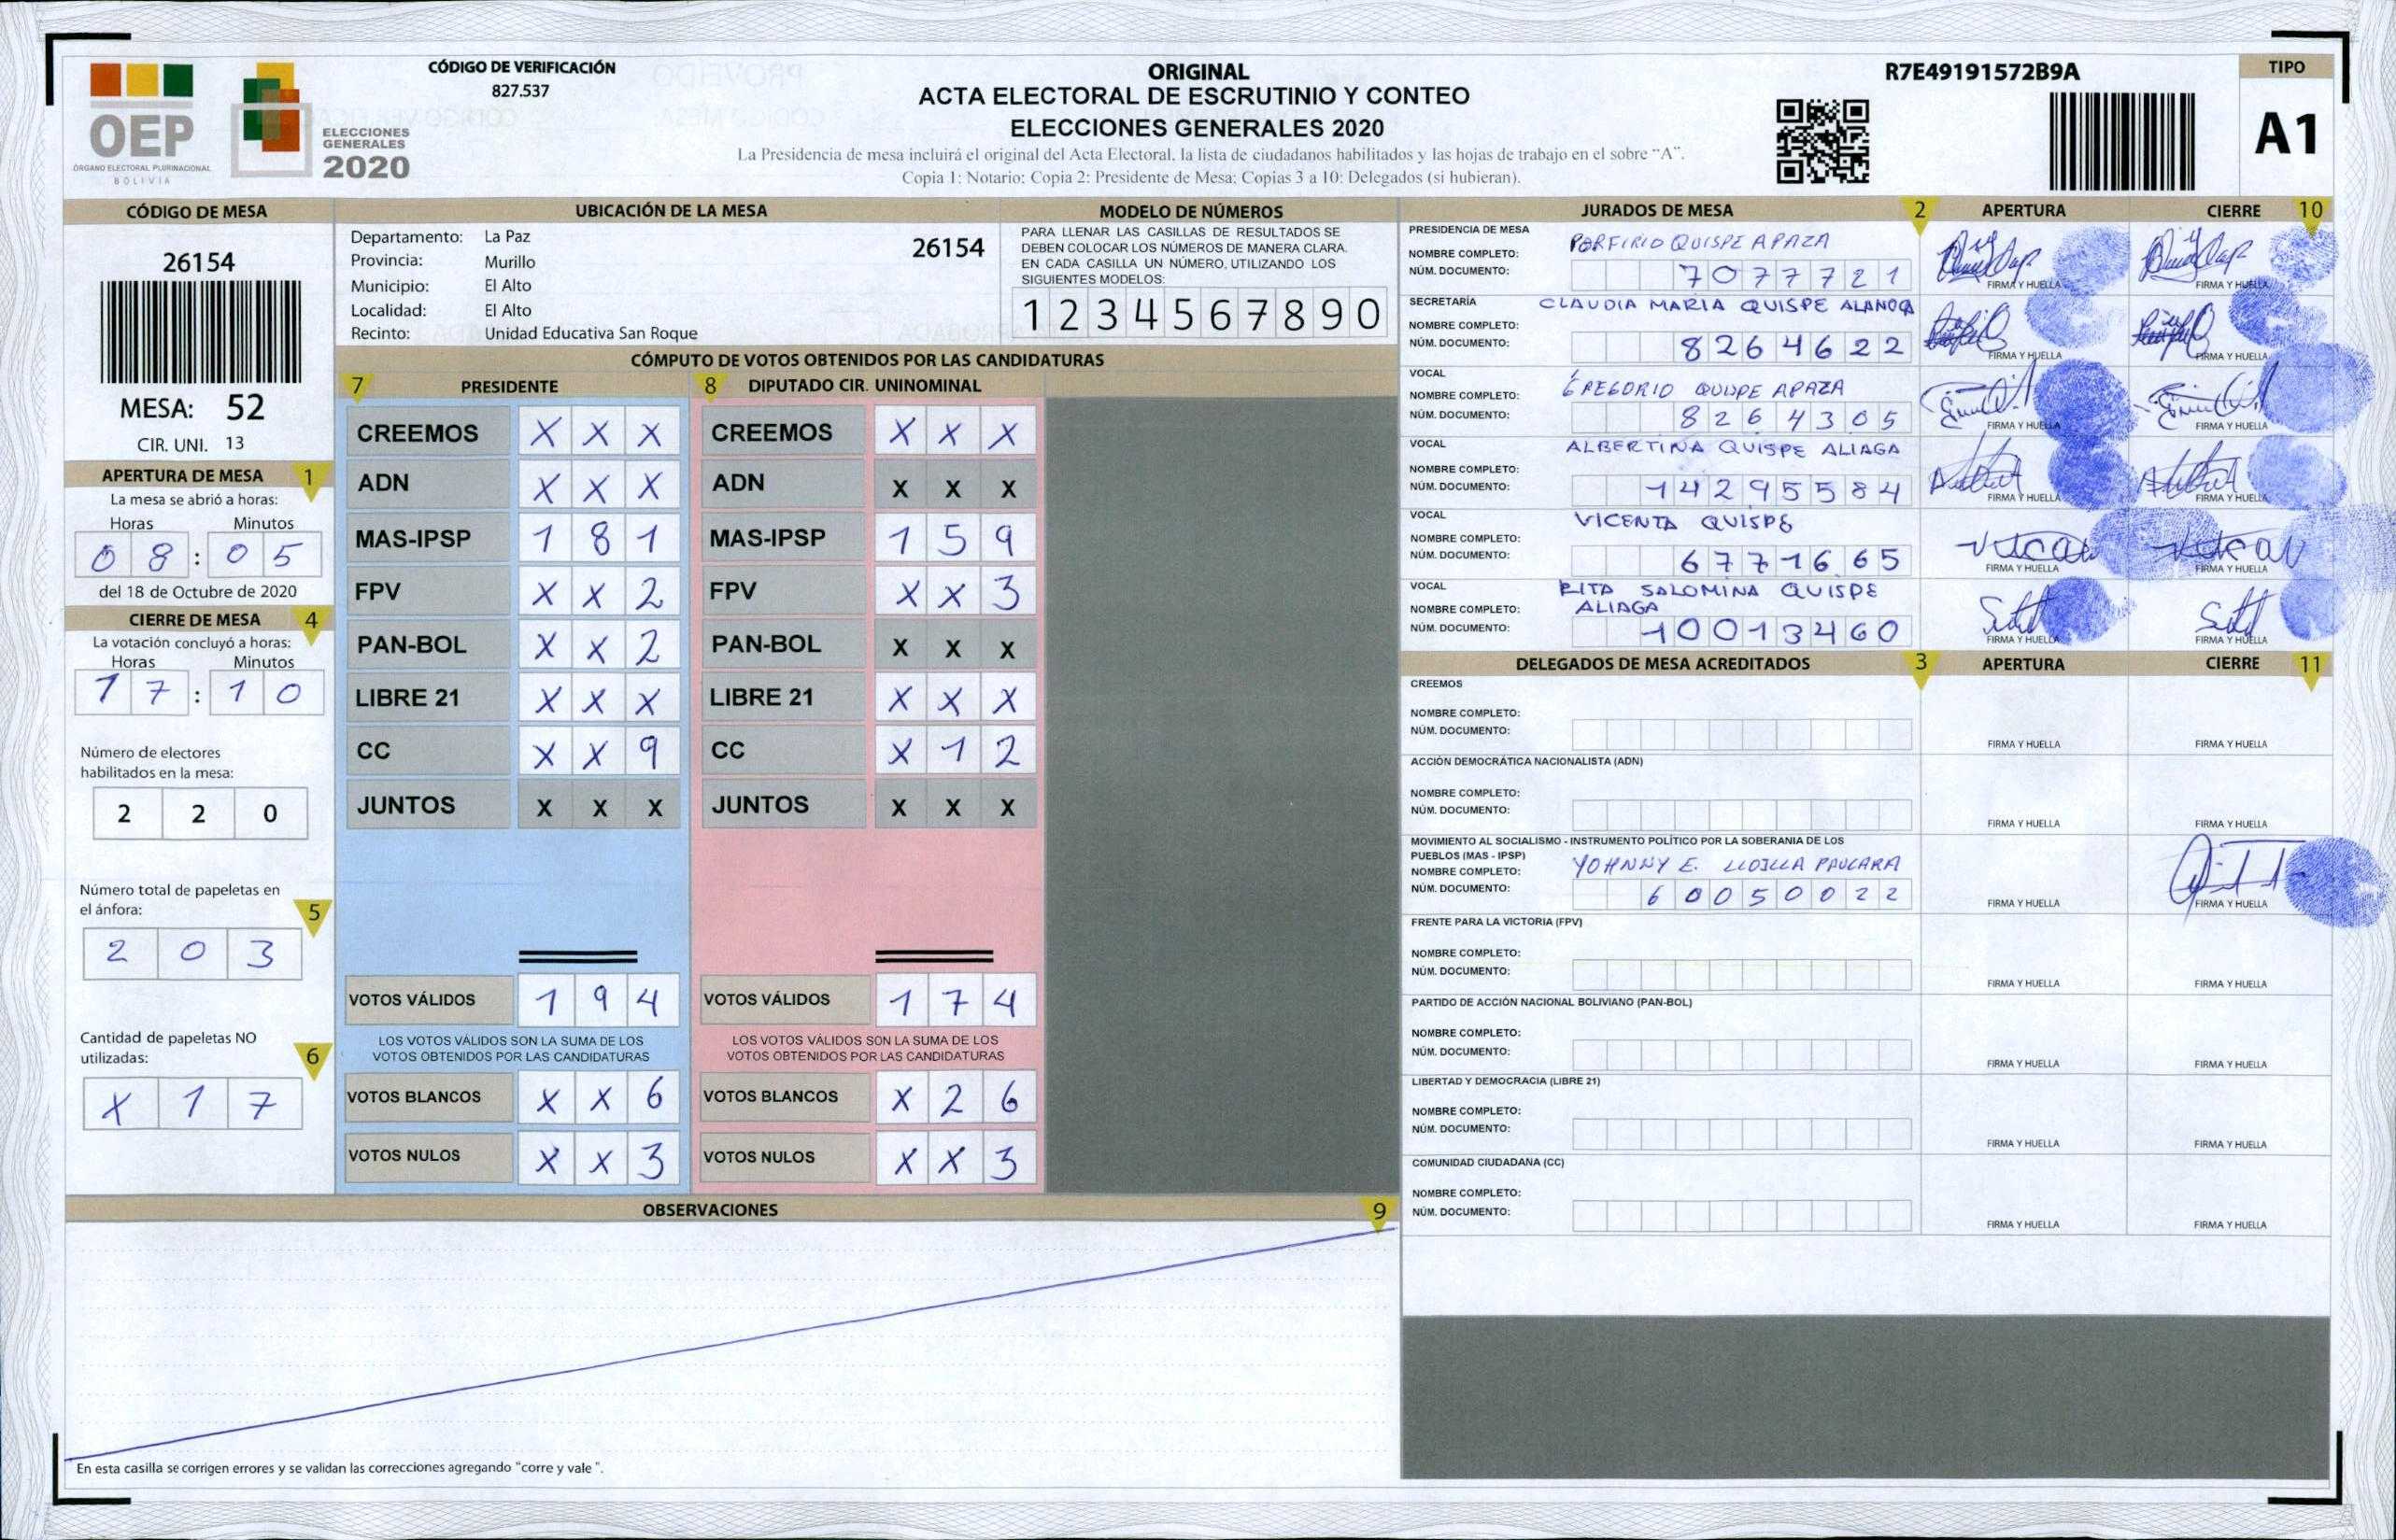 OEP
ÓRGANO ELECTORAL PLURINACIONAL
BOLIVIA
ELECCIONES
GENERALES
2020
CÓDIGO DE VERIFICACIÓN
827.537
ORIGINAL
ACTA ELECTORAL DE ESCRUTINIO Y CONTEO
ELECCIONES GENERALES 2020
La Presidencia de mesa incluirá el original del Acta Electoral, la lista de ciudadanos habilitados y las hojas de trabajo en el sobre "A".
Copia 1: Notario; Copia 2: Presidente de Mesa; Copias 3 a 10: Delegados (si hubieran).
R7E49191572B9A
TIPO
A1
CÓDIGO DE MESA
26154
MESA: 52
CIR. UNI. 13
APERTURA DE MESA 1
La mesa se abrió a horas:
Horas Minutos
0 8 : 0 5
del 18 de Octubre de 2020
CIERRE DE MESA 4
La votación concluyó a horas:
Horas Minutos
1 7 : 1 0
Número de electores
habilitados en la mesa:
2 2 0
Número total de papeletas en
el ánfora: 5
2 0 3
Cantidad de papeletas NO
utilizadas: 6
X 1 7
UBICACIÓN DE LA MESA
Departamento: La Paz
26154
Provincia: Murillo
Municipio: El Alto
Localidad: El Alto
Recinto: Unidad Educativa San Roque
MODELO DE NÚMEROS
PARA LLENAR LAS CASILLAS DE RESULTADOS SE
DEBEN COLOCAR LOS NÚMEROS DE MANERA CLARA.
EN CADA CASILLA UN NÚMERO, UTILIZANDO LOS
SIGUIENTES MODELOS:
1 2 3 4 5 6 7 8 9 0
CÓMPUTO DE VOTOS OBTENIDOS POR LAS CANDIDATURAS
7 PRESIDENTE
CREEMOS X X X
ADN X X X
MAS-IPSP 1 8 1
FPV X X 2
PAN-BOL X X 2
LIBRE 21 X X X
CC X X 9
JUNTOS X X X
VOTOS VÁLIDOS 1 9 4
LOS VOTOS VÁLIDOS SON LA SUMA DE LOS
VOTOS OBTENIDOS POR LAS CANDIDATURAS
VOTOS BLANCOS X X 6
VOTOS NULOS X X 3
8 DIPUTADO CIR. UNINOMINAL
CREEMOS X X X
ADN X X X
MAS-IPSP 1 5 9
FPV X X 3
PAN-BOL X X X
LIBRE 21 X X X
CC X 1 2
JUNTOS X X X
VOTOS VÁLIDOS 1 7 4
LOS VOTOS VÁLIDOS SON LA SUMA DE LOS
VOTOS OBTENIDOS POR LAS CANDIDATURAS
VOTOS BLANCOS X 2 6
VOTOS NULOS X X 3
OBSERVACIONES 9
En esta casilla se corrigen errores y se validan las correcciones agregando "corre y vale ".
JURADOS DE MESA 2 APERTURA CIERRE 10
PRESIDENCIA DE MESA
NOMBRE COMPLETO: PORFIRIO QUISPE APAZA
NÚM. DOCUMENTO: 7077721
FIRMA Y HUELLA FIRMA Y HUELLA
SECRETARÍA
NOMBRE COMPLETO: CLAUDIA MARIA QUISPE ALANOCA
NÚM. DOCUMENTO: 8264622
FIRMA Y HUELLA FIRMA Y HUELLA
VOCAL
NOMBRE COMPLETO: GREGORIO QUISPE APAZA
NÚM. DOCUMENTO: 8264305
FIRMA Y HUELLA FIRMA Y HUELLA
VOCAL
NOMBRE COMPLETO: ALBERTINA QUISPE ALIAGA
NÚM. DOCUMENTO: 14295584
FIRMA Y HUELLA FIRMA Y HUELLA
VOCAL
NOMBRE COMPLETO: VICENTA QUISPE
NÚM. DOCUMENTO: 6771665
FIRMA Y HUELLA FIRMA Y HUELLA
VOCAL
NOMBRE COMPLETO: RITA SALOMINA QUISPE
ALIAGA
NÚM. DOCUMENTO: 10013460
FIRMA Y HUELLA FIRMA Y HUELLA
DELEGADOS DE MESA ACREDITADOS 3 APERTURA CIERRE 11
CREEMOS
NOMBRE COMPLETO:
NÚM. DOCUMENTO:
FIRMA Y HUELLA FIRMA Y HUELLA
ACCIÓN DEMOCRÁTICA NACIONALISTA (ADN)
NOMBRE COMPLETO:
NÚM. DOCUMENTO:
FIRMA Y HUELLA FIRMA Y HUELLA
MOVIMIENTO AL SOCIALISMO - INSTRUMENTO POLÍTICO POR LA SOBERANIA DE LOS
PUEBLOS (MAS - IPSP)
NOMBRE COMPLETO: YOHNNY E. PAUCARA
NÚM. DOCUMENTO: 60050022
FIRMA Y HUELLA FIRMA Y HUELLA
FRENTE PARA LA VICTORIA (FPV)
NOMBRE COMPLETO:
NÚM. DOCUMENTO:
FIRMA Y HUELLA FIRMA Y HUELLA
PARTIDO DE ACCIÓN NACIONAL BOLIVIANO (PAN-BOL)
NOMBRE COMPLETO:
NÚM. DOCUMENTO:
FIRMA Y HUELLA FIRMA Y HUELLA
LIBERTAD Y DEMOCRACIA (LIBRE 21)
NOMBRE COMPLETO:
NÚM. DOCUMENTO:
FIRMA Y HUELLA FIRMA Y HUELLA
COMUNIDAD CIUDADANA (CC)
NOMBRE COMPLETO:
NÚM. DOCUMENTO:
FIRMA Y HUELLA FIRMA Y HUELLA